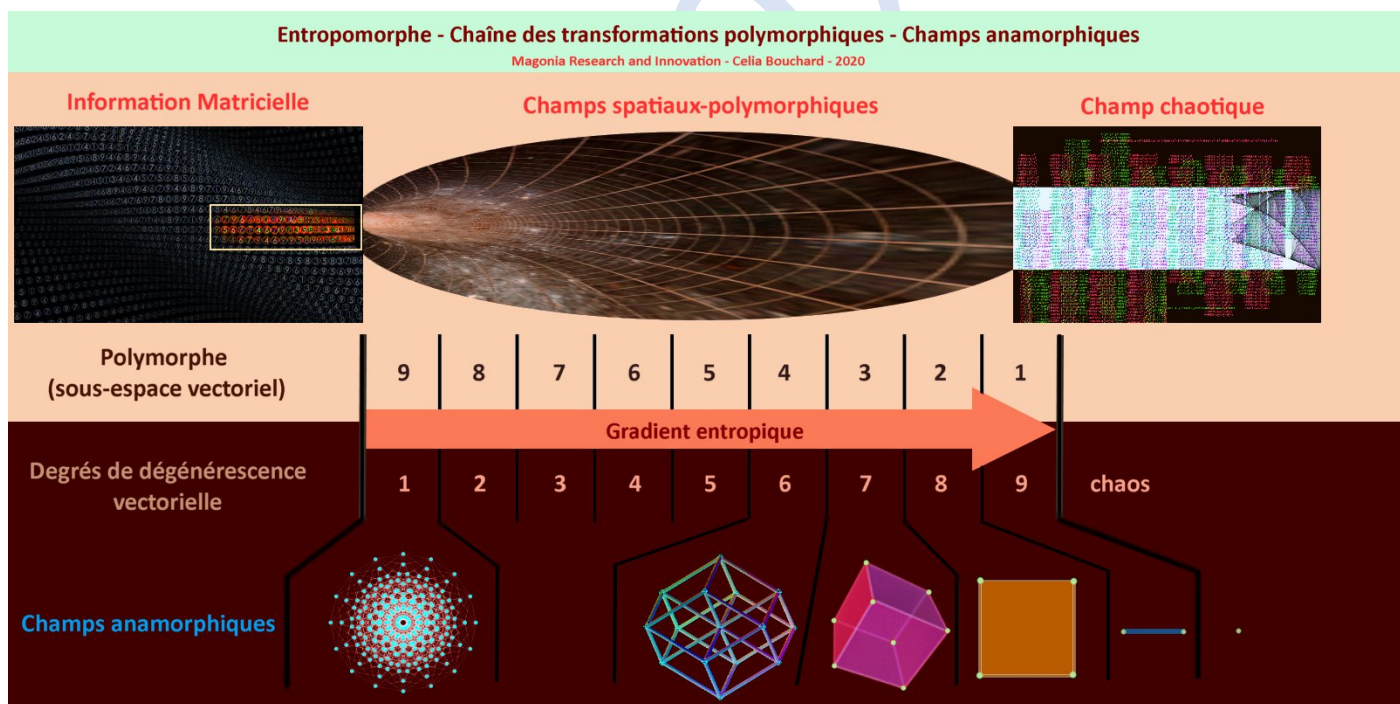 Entropomorphe - Chaîne des transformations polymorphiques - Champs anamorphiques
Magonia Research and Innovation - Celia Bouchard - 2020
Information Matricielle
Champs spatiaux-polymorphiques
Champ chaotique
Polymorphe
(sous-espace vectoriel)
9 8 7 6 5 4 3 2 1
Gradient entropique
Degrés de dégénérescence
vectorielle
1 2 3 4 5 6 7 8 9 chaos
Champs anamorphiques